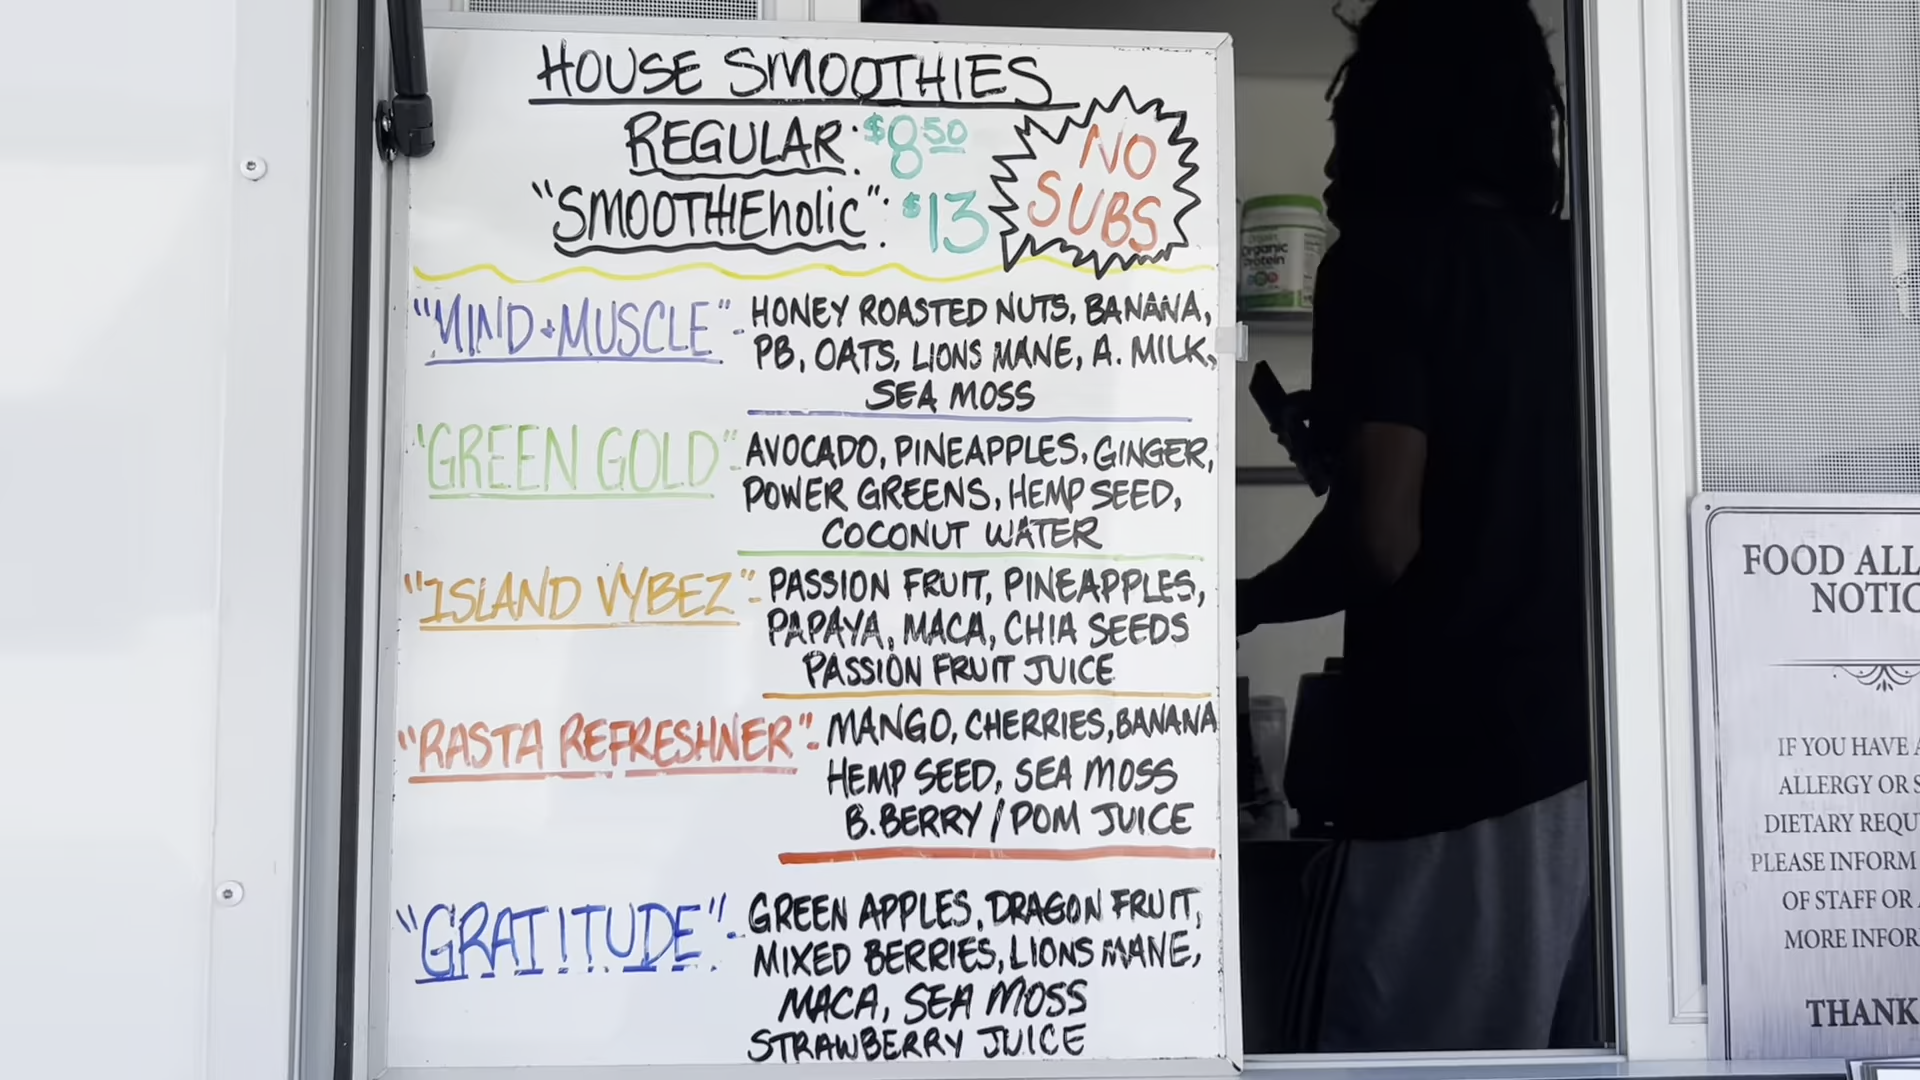 HOUSE SMOOTHIES
REGULAR: $8.50
"SMOOTHIEholic": $13
NO
SUBS
"MIND+MUSCLE"- HONEY ROASTED NUTS, BANANA,
PB, OATS, LIONS MANE, A. MILK,
SEA MOSS
"GREEN GOLD"- AVOCADO, PINEAPPLES, GINGER,
POWER GREENS, HEMP SEED,
COCONUT WATER
"ISLAND VYBEZ"- PASSION FRUIT, PINEAPPLES,
PAPAYA, MACA, CHIA SEEDS
PASSION FRUIT JUICE
"RASTA REFRESHNER"- MANGO, CHERRIES, BANANA
HEMP SEED, SEA MOSS
B.BERRY / POM JUICE
"GRATITUDE"- GREEN APPLES, DRAGON FRUIT,
MIXED BERRIES, LIONS MANE,
MACA, SEA MOSS
STRAWBERRY JUICE
Organic
Protein
FOOD ALL
NOTIC
IF YOU HAVE A
ALLERGY OR S
DIETARY REQU
PLEASE INFORM
OF STAFF OR A
MORE INFOR
THANK